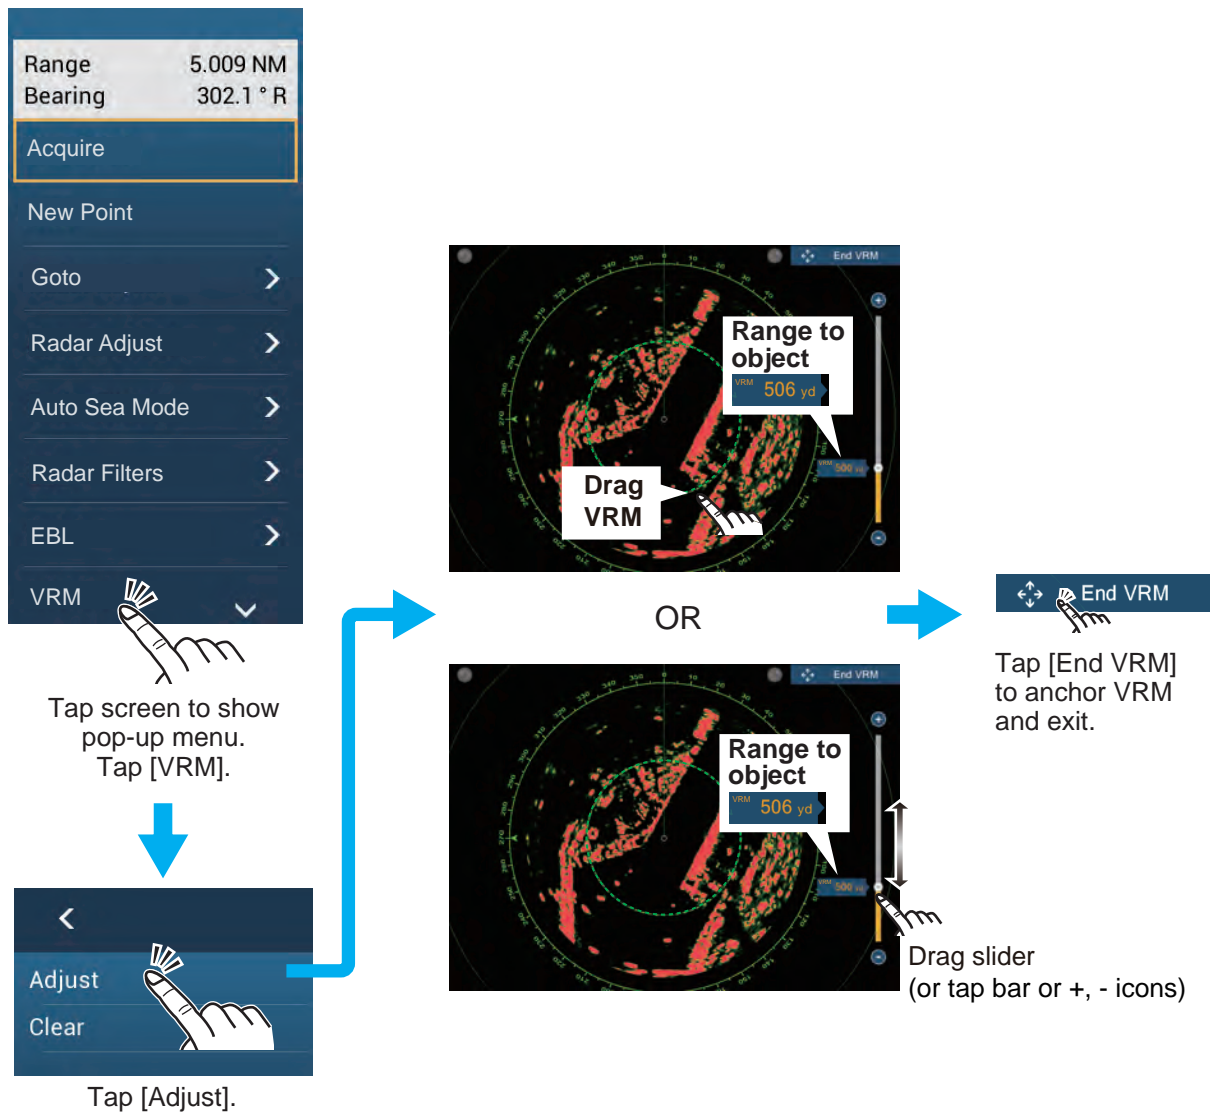 Range 5.009 NM
Bearing 302.1 ° R
Acquire
New Point
Goto
Radar Adjust
Auto Sea Mode
Radar Filters
EBL
VRM
Tap screen to show
pop-up menu.
Tap [VRM].
Adjust
Clear
Tap [Adjust].
End VRM
Range to
object
VRM 506 yd
Drag
VRM
OR
End VRM
Range to
object
VRM 506 yd
Drag slider
(or tap bar or +, - icons)
End VRM
Tap [End VRM]
to anchor VRM
and exit.